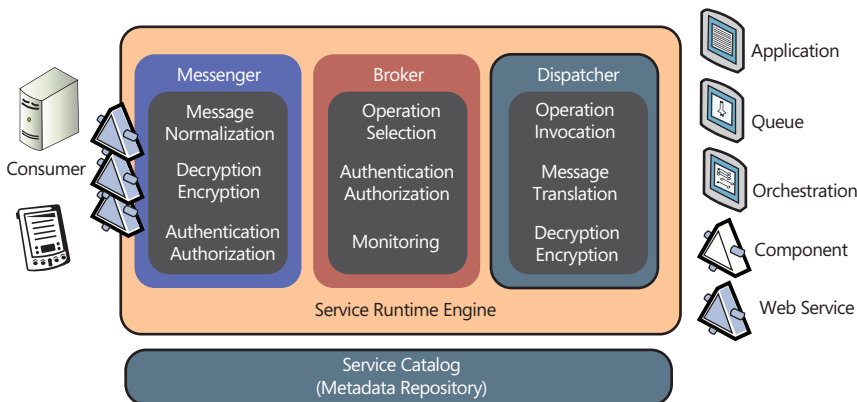 Consumer
Messenger
Message
Normalization
Decryption
Encryption
Authentication
Authorization
Broker
Operation
Selection
Authentication
Authorization
Monitoring
Dispatcher
Operation
Invocation
Message
Translation
Decryption
Encryption
Service Runtime Engine
Service Catalog
(Metadata Repository)
Application
Queue
Orchestration
Component
Web Service